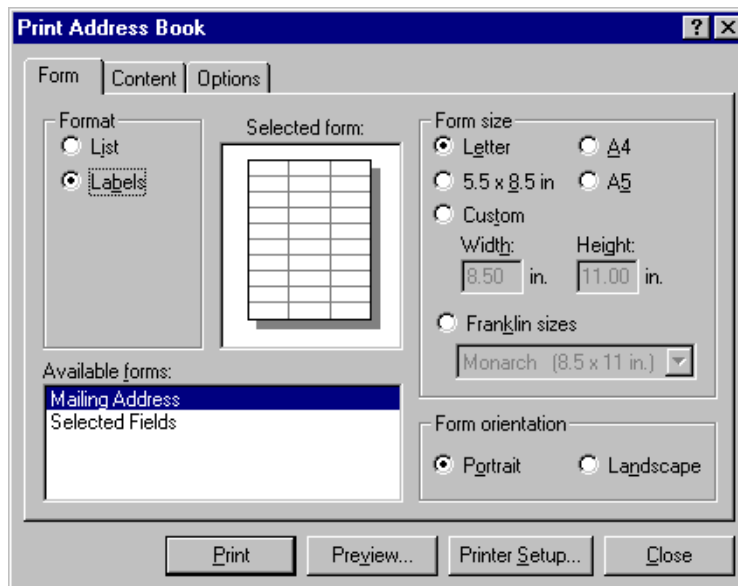 Print Address Book
Form Content Options
Format
List
Labels
Selected form:
Form size
Letter A4
5.5 x 8.5 in A5
Custom
Width: Height:
8.50 in. 11.00 in.
Franklin sizes
Monarch (8.5 x 11 in.)
Available forms:
Mailing Address
Selected Fields
Form orientation
Portrait Landscape
Print Preview... Printer Setup... Close